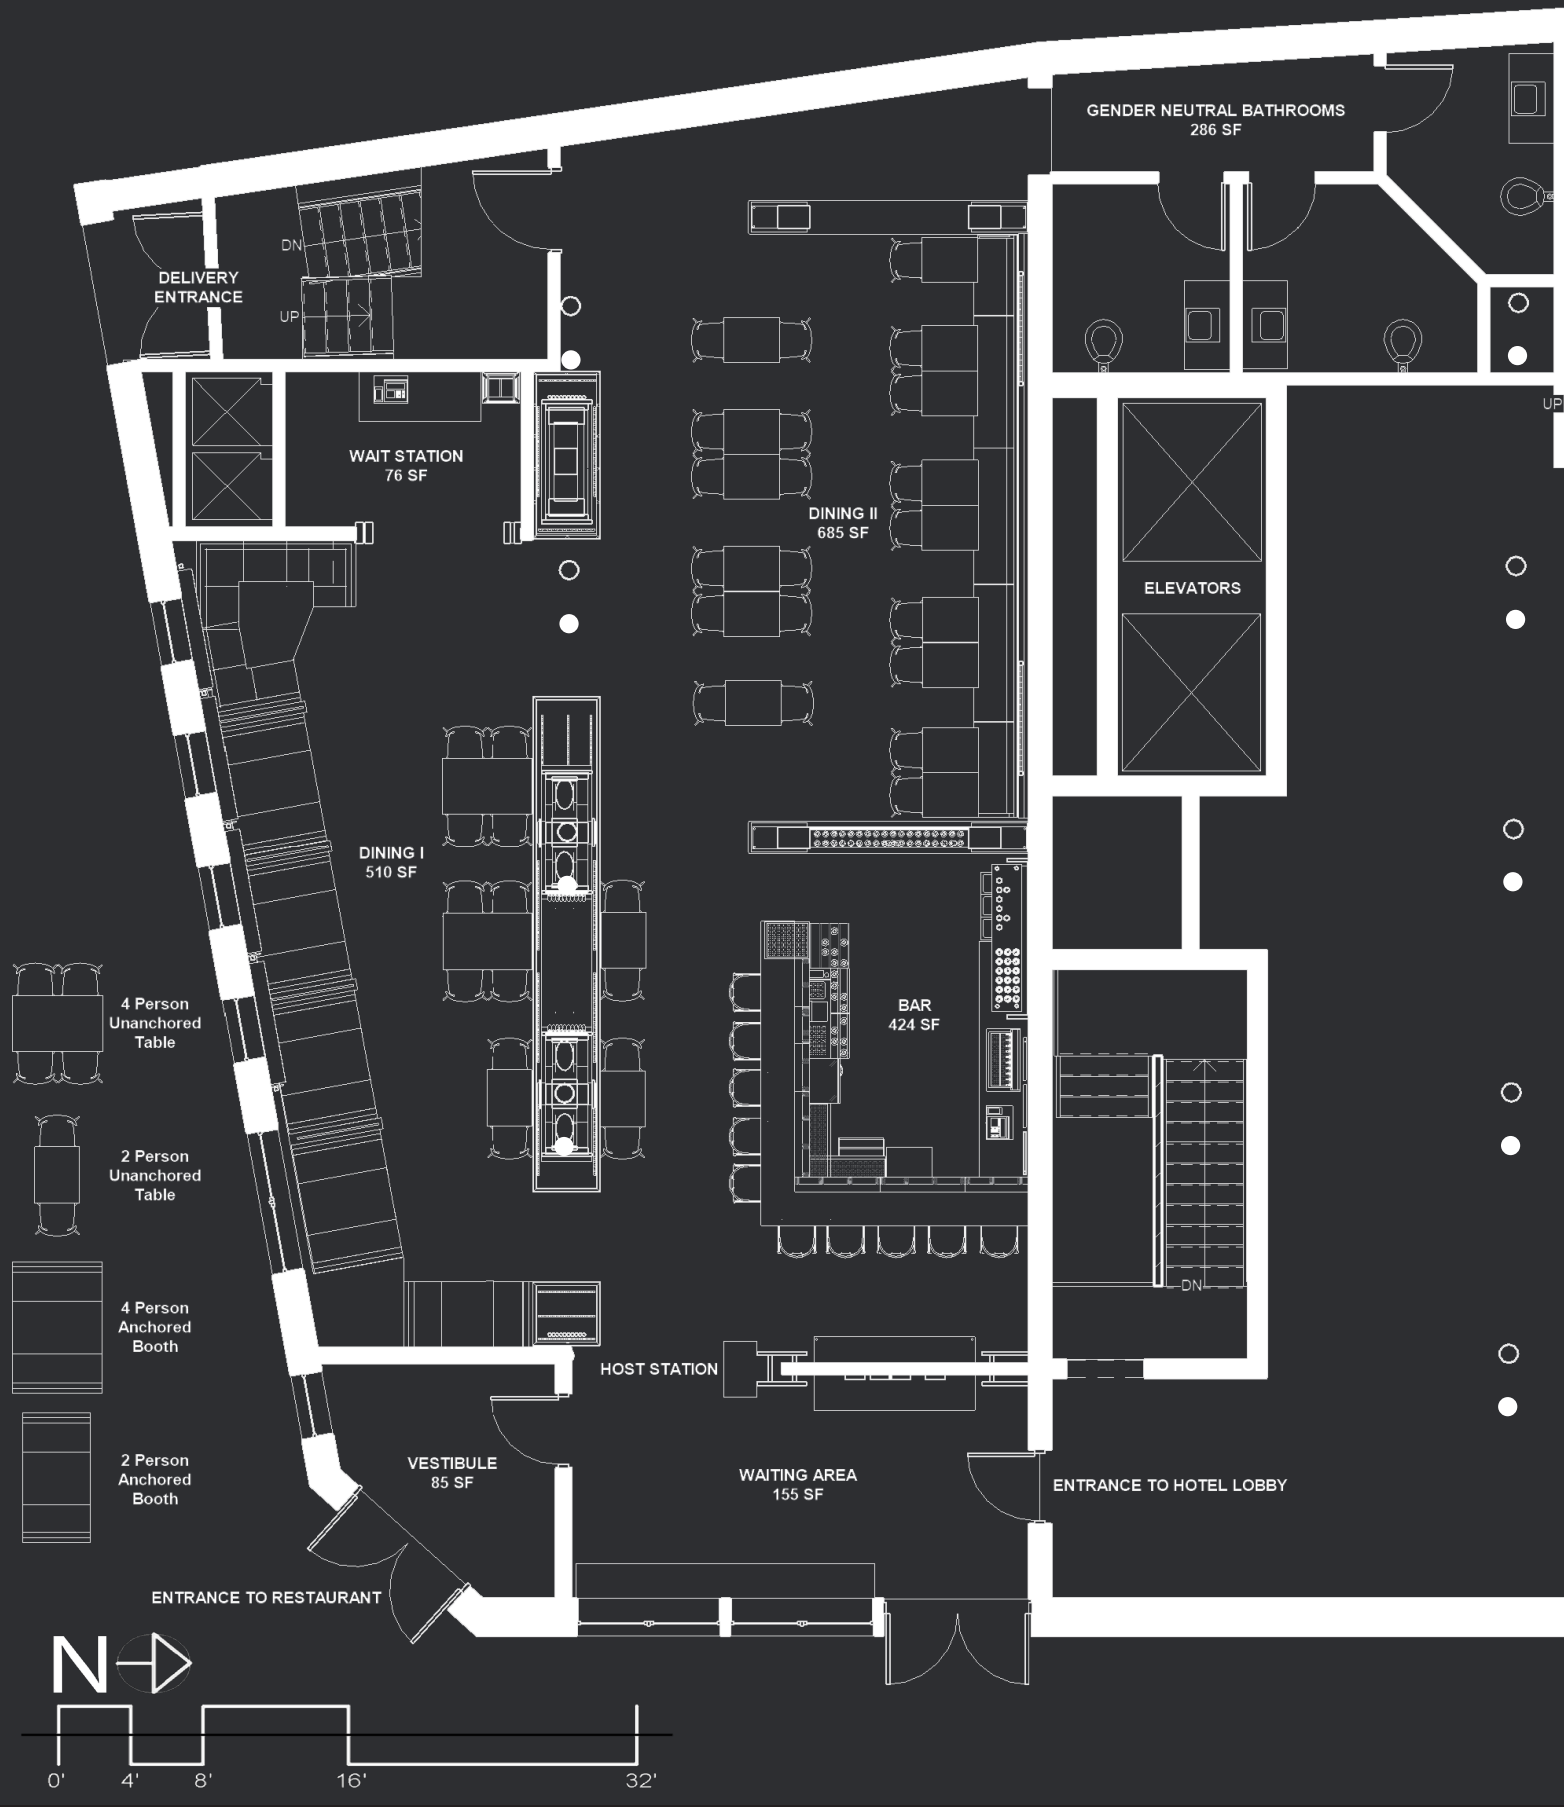 GENDER NEUTRAL BATHROOMS
286 SF
DN
DELIVERY
ENTRANCE
UP
UP
WAIT STATION
76 SF
DINING II
685 SF
ELEVATORS
DINING I
510 SF
BAR
424 SF
4 Person
Unanchored
Table
2 Person
Unanchored
Table
DN
4 Person
Anchored
Booth
HOST STATION
2 Person
Anchored
Booth
VESTIBULE
85 SF
WAITING AREA
155 SF
ENTRANCE TO HOTEL LOBBY
ENTRANCE TO RESTAURANT
N
0' 4' 8' 16' 32'